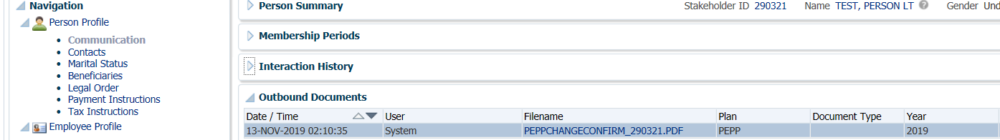 Navigation
Person Profile
Communication
Contacts
Marital Status
Beneficiaries
Legal Order
Payment Instructions
Tax Instructions
Employee Profile
Person Summary Stakeholder ID 290321 Name TEST, PERSON LT Gender Und
Membership Periods
Interaction History
Outbound Documents
Date / Time User Filename Plan Document Type Year
13-NOV-2019 02:10:35 System PEPPCHANGECONFIRM_290321.PDF PEPP 2019